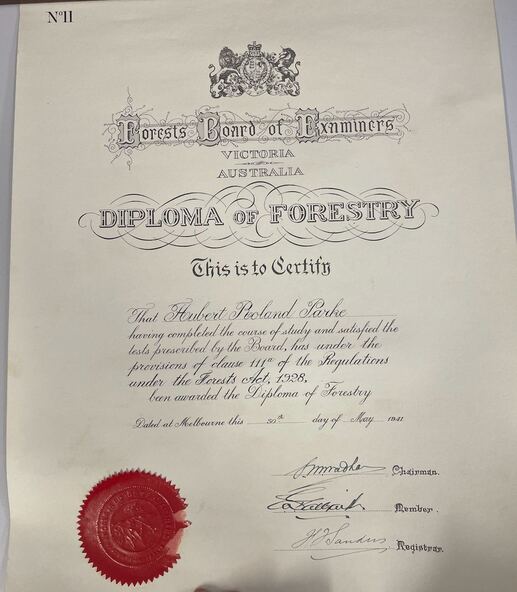 Nº11
Forests Board of Examiners
VICTORIA
AUSTRALIA
DIPLOMA OF FORESTRY
This is to Certify
That Hubert Roland Parke
having completed the course of study and satisfied the
tests prescribed by the Board, has under the
provisions of clause 111a of the Regulations
under the Forests Act, 1928,
been awarded the Diploma of Forestry
Dated at Melbourne this 30th day of May 1941
Chairman.
Member.
Sanders Registrar.